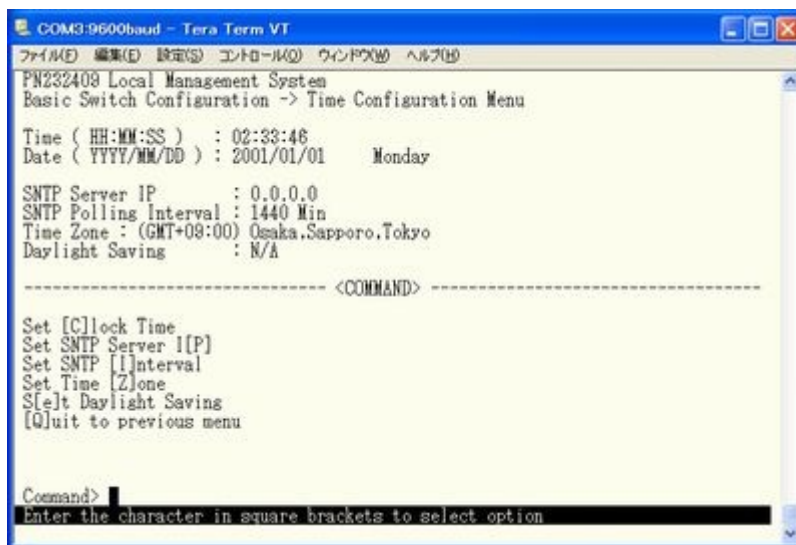 COM3:9600baud - Tera Term VT
ファイル(F) 編集(E) 設定(S) コントロール(O) ウィンドウ(W) ヘルプ(H)
PN232409 Local Management System
Basic Switch Configuration -> Time Configuration Menu
Time ( HH:MM:SS ) : 02:33:46
Date ( YYYY/MM/DD ) : 2001/01/01 Monday
SNTP Server IP : 0.0.0.0
SNTP Polling Interval : 1440 Min
Time Zone : (GMT+09:00) Osaka,Sapporo,Tokyo
Daylight Saving : N/A
-------------------------------- <COMMAND> -----------------------------------
Set [C]lock Time
Set SNTP Server I[P]
Set SNTP [I]nterval
Set Time [Z]one
S[e]t Daylight Saving
[Q]uit to previous menu
Command>
Enter the character in square brackets to select option